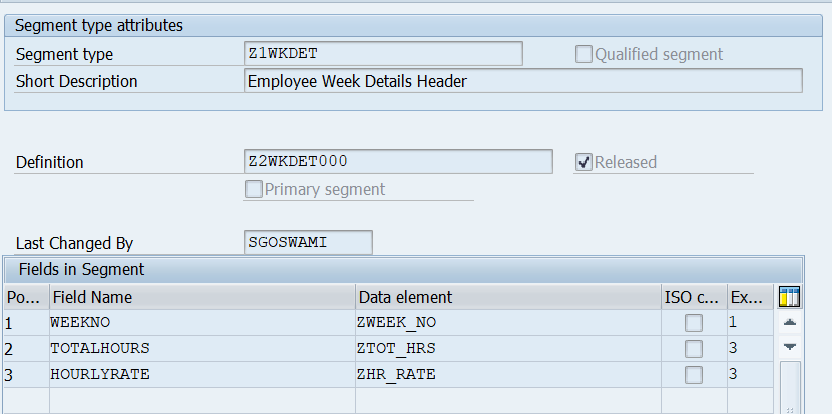 Segment type attributes
Segment type Z1WKDET Qualified segment
Short Description Employee Week Details Header
Definition Z2WKDET000 Released
Primary segment
Last Changed By SGOSWAMI
Fields in Segment
Po... Field Name Data element ISO c... Ex...
1 WEEKNO ZWEEK_NO 1
2 TOTALHOURS ZTOT_HRS 3
3 HOURLYRATE ZHR_RATE 3